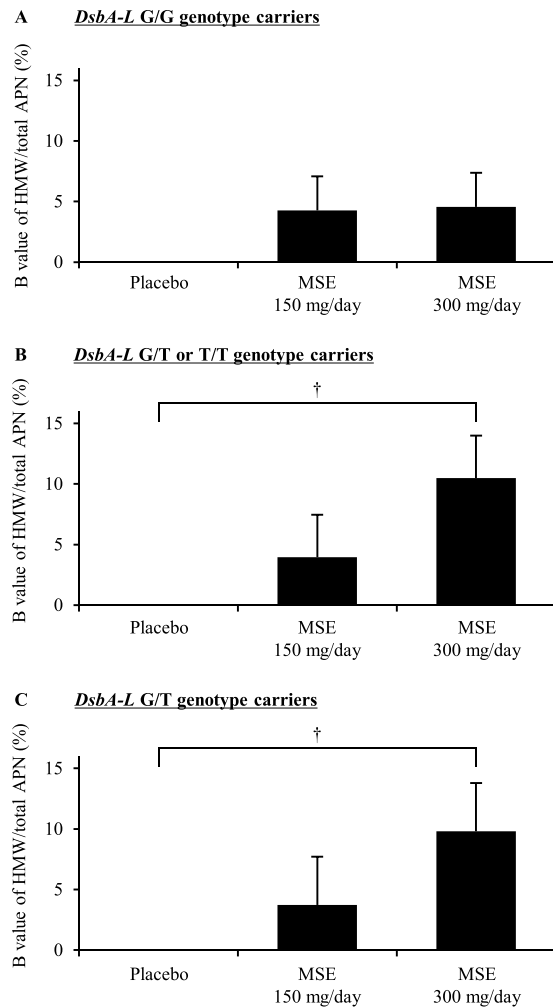 A DsbA-L G/G genotype carriers
B value of HMW/total APN (%)
15
10
5
0
Placebo
MSE
150 mg/day
MSE
300 mg/day
B DsbA-L G/T or T/T genotype carriers
B value of HMW/total APN (%)
†
15
10
5
0
Placebo
MSE
150 mg/day
MSE
300 mg/day
C DsbA-L G/T genotype carriers
B value of HMW/total APN (%)
†
15
10
5
0
Placebo
MSE
150 mg/day
MSE
300 mg/day